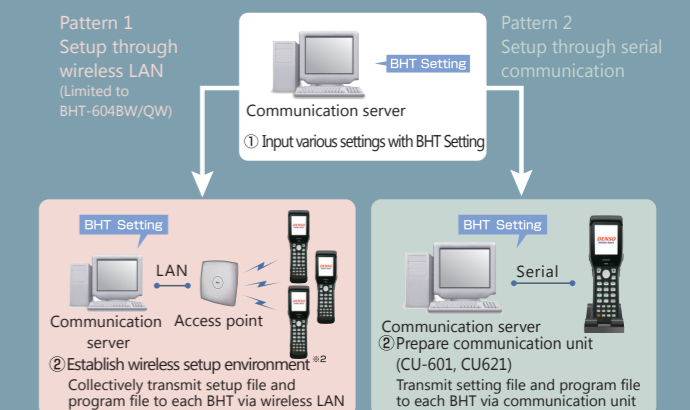 Pattern 1
Setup through
wireless LAN
(Limited to
BHT-604BW/QW)
Pattern 2
Setup through serial
communication
BHT Setting
Communication server
① Input various settings with BHT Setting
BHT Setting
LAN
Communication
server
Access point
DENSO
DENSO
DENSO
②Establish wireless setup environment※2
Collectively transmit setup file and
program file to each BHT via wireless LAN
BHT Setting
Serial
DENSO
Communication server
②Prepare communication unit
(CU-601, CU621)
Transmit setting file and program file
to each BHT via communication unit